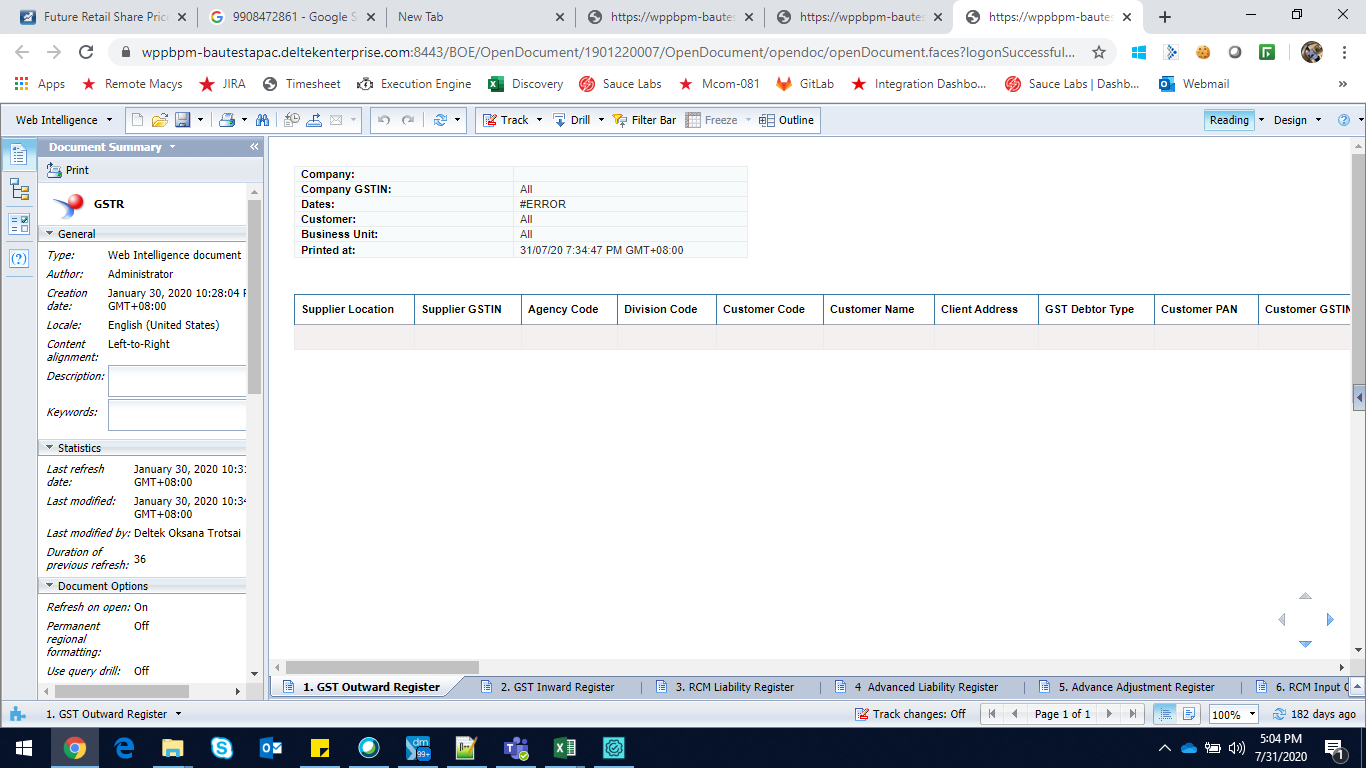 Future Retail Share Price
9908472861 - Google S
New Tab
https://wppbpm-bautes
https://wppbpm-bautes
https://wppbpm-bautes
wppbpm-bautestapac.deltekenterprise.com:8443/BOE/OpenDocument/1901220007/OpenDocument/opendoc/openDocument.faces?logonSuccessful...
Apps Remote Macys JIRA Timesheet Execution Engine Discovery Sauce Labs Mcom-081 GitLab Integration Dashbo... Sauce Labs | Dashb... Webmail »
Web Intelligence Track Drill Filter Bar Freeze Outline Reading Design
Document Summary
Print
GSTR
General
Type: Web Intelligence document
Author: Administrator
Creation date: January 30, 2020 10:28:04 P
GMT+08:00
Locale: English (United States)
Content alignment: Left-to-Right
Description:
Keywords:
Statistics
Last refresh date: January 30, 2020 10:31
GMT+08:00
Last modified: January 30, 2020 10:34
GMT+08:00
Last modified by: Deltek Oksana Trotsai
Duration of previous refresh: 36
Document Options
Refresh on open: On
Permanent regional formatting: Off
Use query drill: Off
Company:
Company GSTIN: All
Dates: #ERROR
Customer: All
Business Unit: All
Printed at: 31/07/20 7:34:47 PM GMT+08:00
Supplier Location Supplier GSTIN Agency Code Division Code Customer Code Customer Name Client Address GST Debtor Type Customer PAN Customer GSTIN
1. GST Outward Register 2. GST Inward Register 3. RCM Liability Register 4 Advanced Liability Register 5. Advance Adjustment Register 6. RCM Input C
1. GST Outward Register Track changes: Off Page 1 of 1 100% 182 days ago
dm
99+
5:04 PM
7/31/2020
1